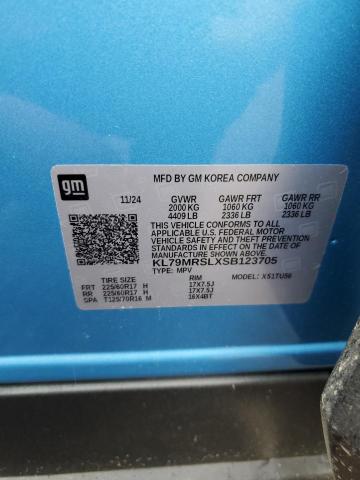 gm
MFD BY GM KOREA COMPANY
11/24 GVWR GAWR FRT GAWR RR
2000 KG 1060 KG 1060 KG
4409 LB 2336 LB 2336 LB
THIS VEHICLE CONFORMS TO ALL
APPLICABLE U.S. FEDERAL MOTOR
VEHICLE SAFETY AND THEFT PREVENTION
STANDARDS IN EFFECT ON THE DATE OF
MANUFACTURE SHOWN ABOVE.
KL79MRSLXSB123705
TYPE: MPV MODEL: X51TU56
TIRE SIZE RIM
FRT 225/60R17 H 17X7.5J
RR 225/60R17 H 17X7.5J
SPA T125/70R16 M 16X4BT